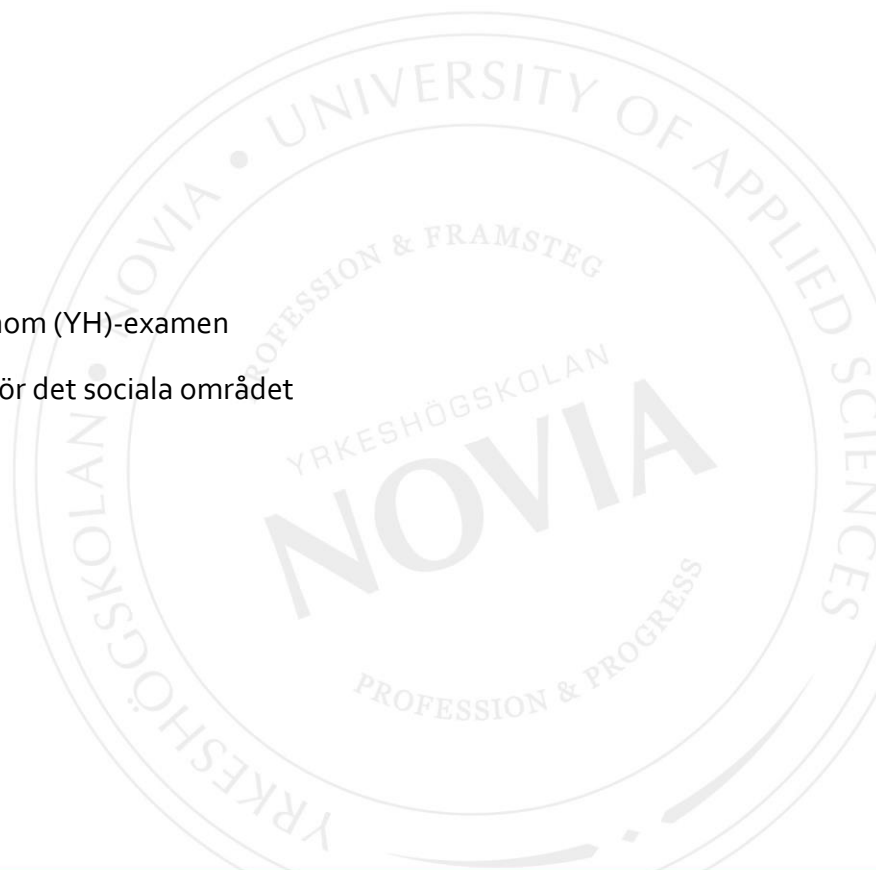 nom (YH)-examen
ör det sociala området
YRKESHÖGSKOLAN • NOVIA • UNIVERSITY OF APPLIED SCIENCES
PROFESSION & FRAMSTEG
YRKESHÖGSKOLAN
NOVIA
PROFESSION & PROGRESS